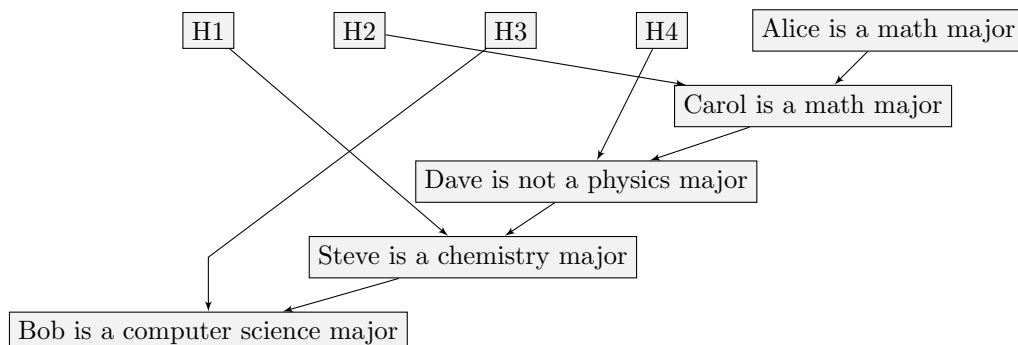 H1
H2
H3
H4
Alice is a math major
Carol is a math major
Dave is not a physics major
Steve is a chemistry major
Bob is a computer science major